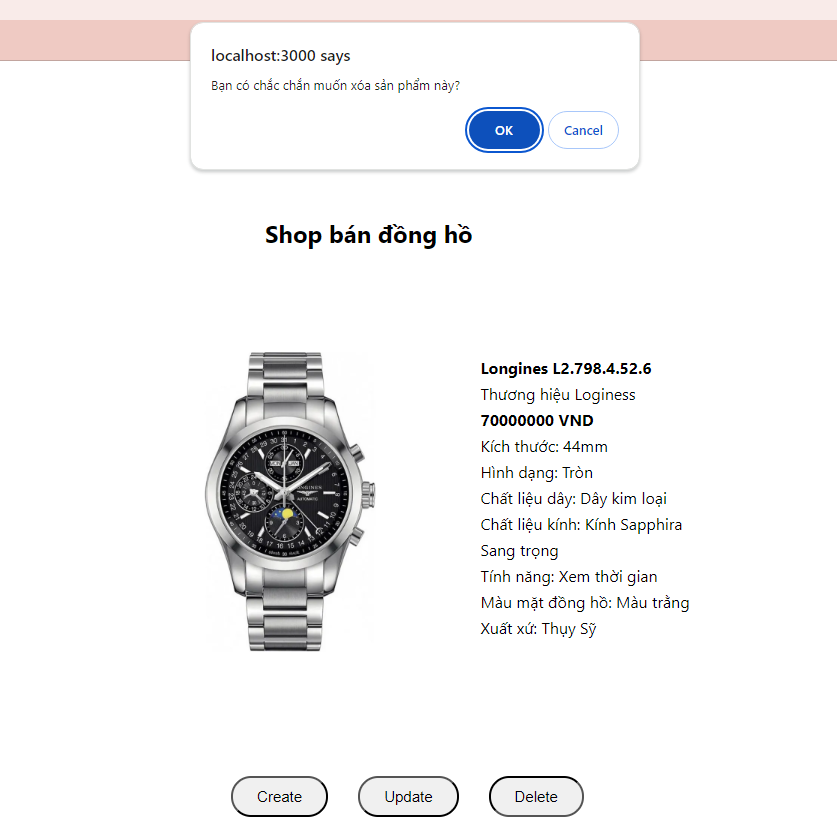 localhost:3000 says
Bạn có chắc chắn muốn xóa sản phẩm này?
OK
Cancel
Shop bán đồng hồ
Longines L2.798.4.52.6
Thương hiệu Loginess
70000000 VND
Kích thước: 44mm
Hình dạng: Tròn
Chất liệu dây: Dây kim loại
Chất liệu kính: Kính Sapphira
Sang trọng
Tính năng: Xem thời gian
Màu mặt đồng hồ: Màu trằng
Xuất xứ: Thụy Sỹ
LONGINES
AUTOMATIC
Create
Update
Delete